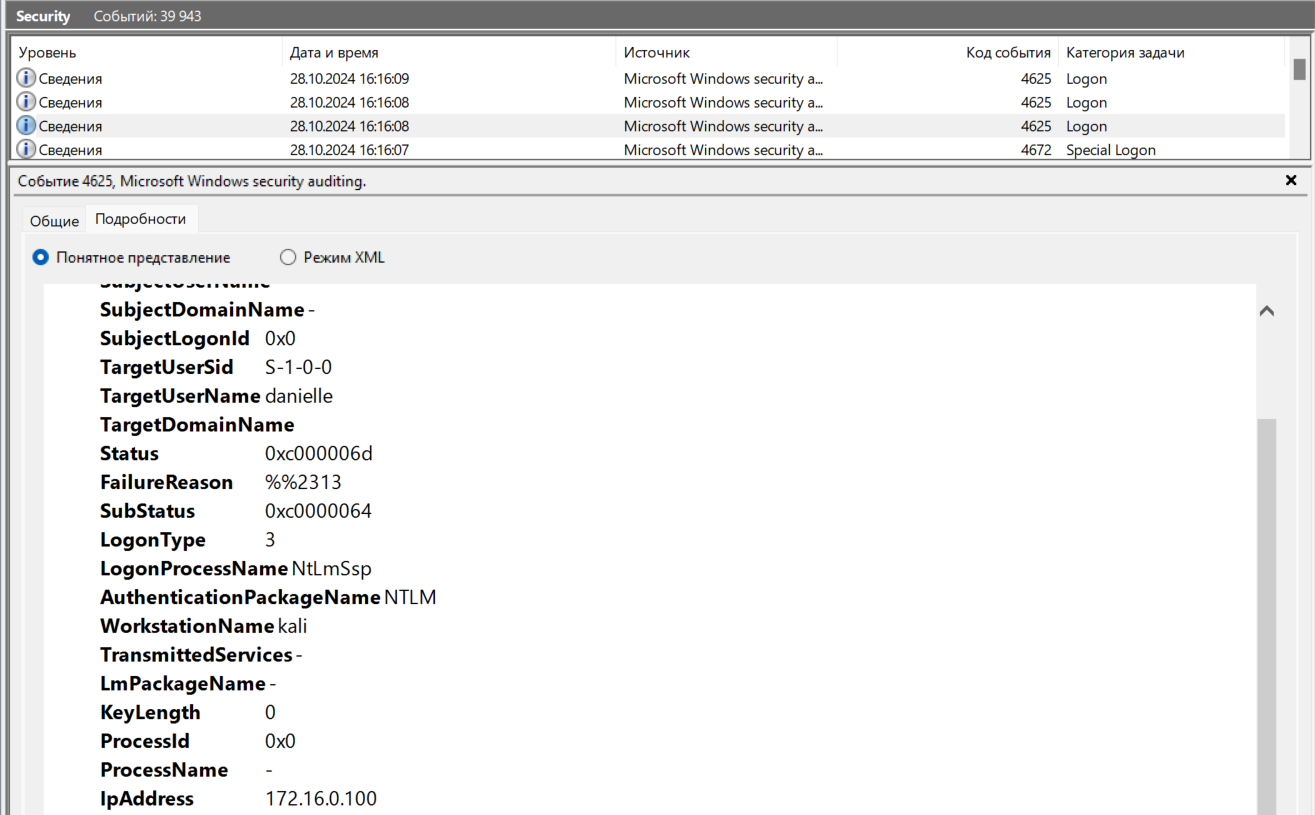 Security Событий: 39 943
Уровень Дата и время Источник Код события Категория задачи
Сведения 28.10.2024 16:16:09 Microsoft Windows security a... 4625 Logon
Сведения 28.10.2024 16:16:08 Microsoft Windows security a... 4625 Logon
Сведения 28.10.2024 16:16:08 Microsoft Windows security a... 4625 Logon
Сведения 28.10.2024 16:16:07 Microsoft Windows security a... 4672 Special Logon
Событие 4625, Microsoft Windows security auditing.
Общие Подробности
Понятное представление Режим XML
SubjectUserName
SubjectDomainName -
SubjectLogonId 0x0
TargetUserSid S-1-0-0
TargetUserName danielle
TargetDomainName
Status 0xc000006d
FailureReason %%2313
SubStatus 0xc0000064
LogonType 3
LogonProcessName NtLmSsp
AuthenticationPackageName NTLM
WorkstationName kali
TransmittedServices -
LmPackageName -
KeyLength 0
ProcessId 0x0
ProcessName -
IpAddress 172.16.0.100